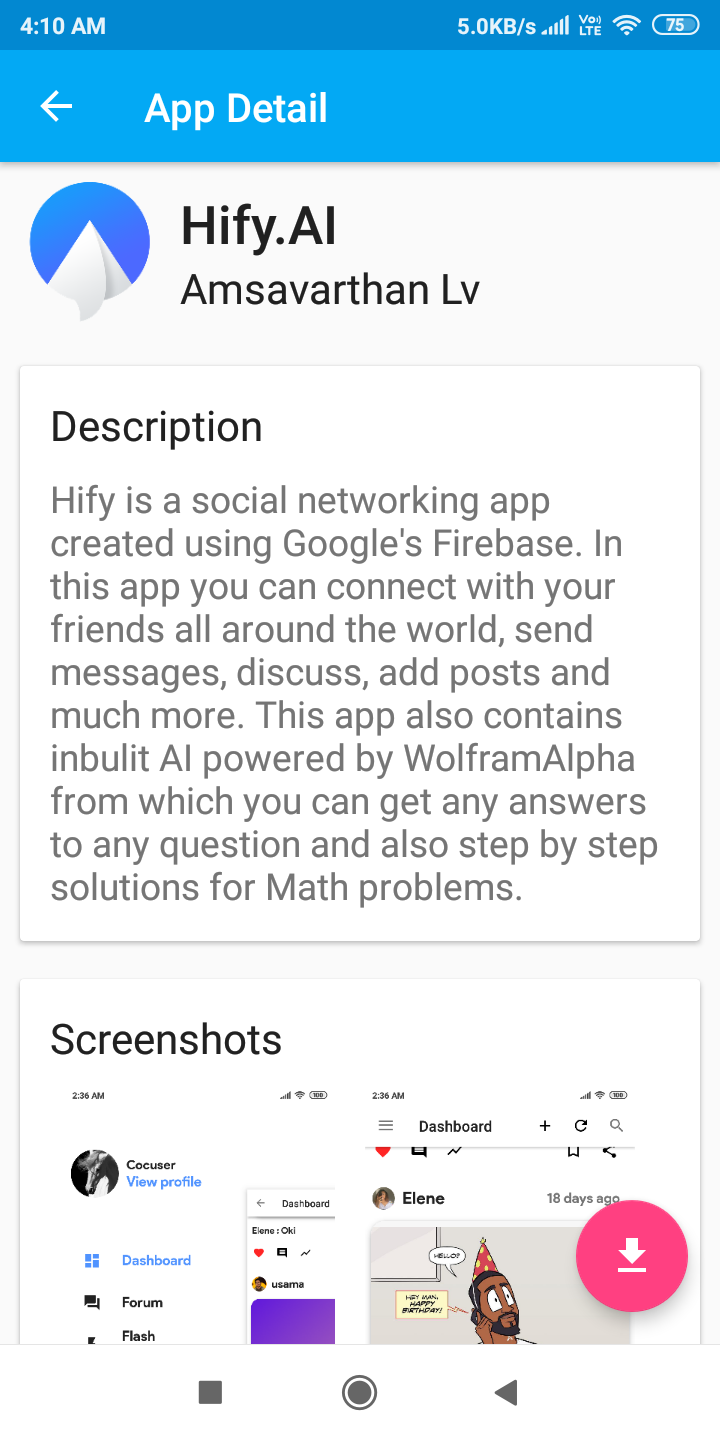 4:10 AM 5.0KB/s Vo) LTE 75
App Detail
Hify.AI
Amsavarthan Lv
Description
Hify is a social networking app
created using Google's Firebase. In
this app you can connect with your
friends all around the world, send
messages, discuss, add posts and
much more. This app also contains
inbulit AI powered by WolframAlpha
from which you can get any answers
to any question and also step by step
solutions for Math problems.
Screenshots
2:36 AM 100
Cocuser
View profile
Dashboard
Elene : Oki
usama
Dashboard
Forum
Flash
2:36 AM 100
Dashboard
Elene 18 days ago
HELLO?
HEY MAN,
HAPPY
BIRTHDAY!